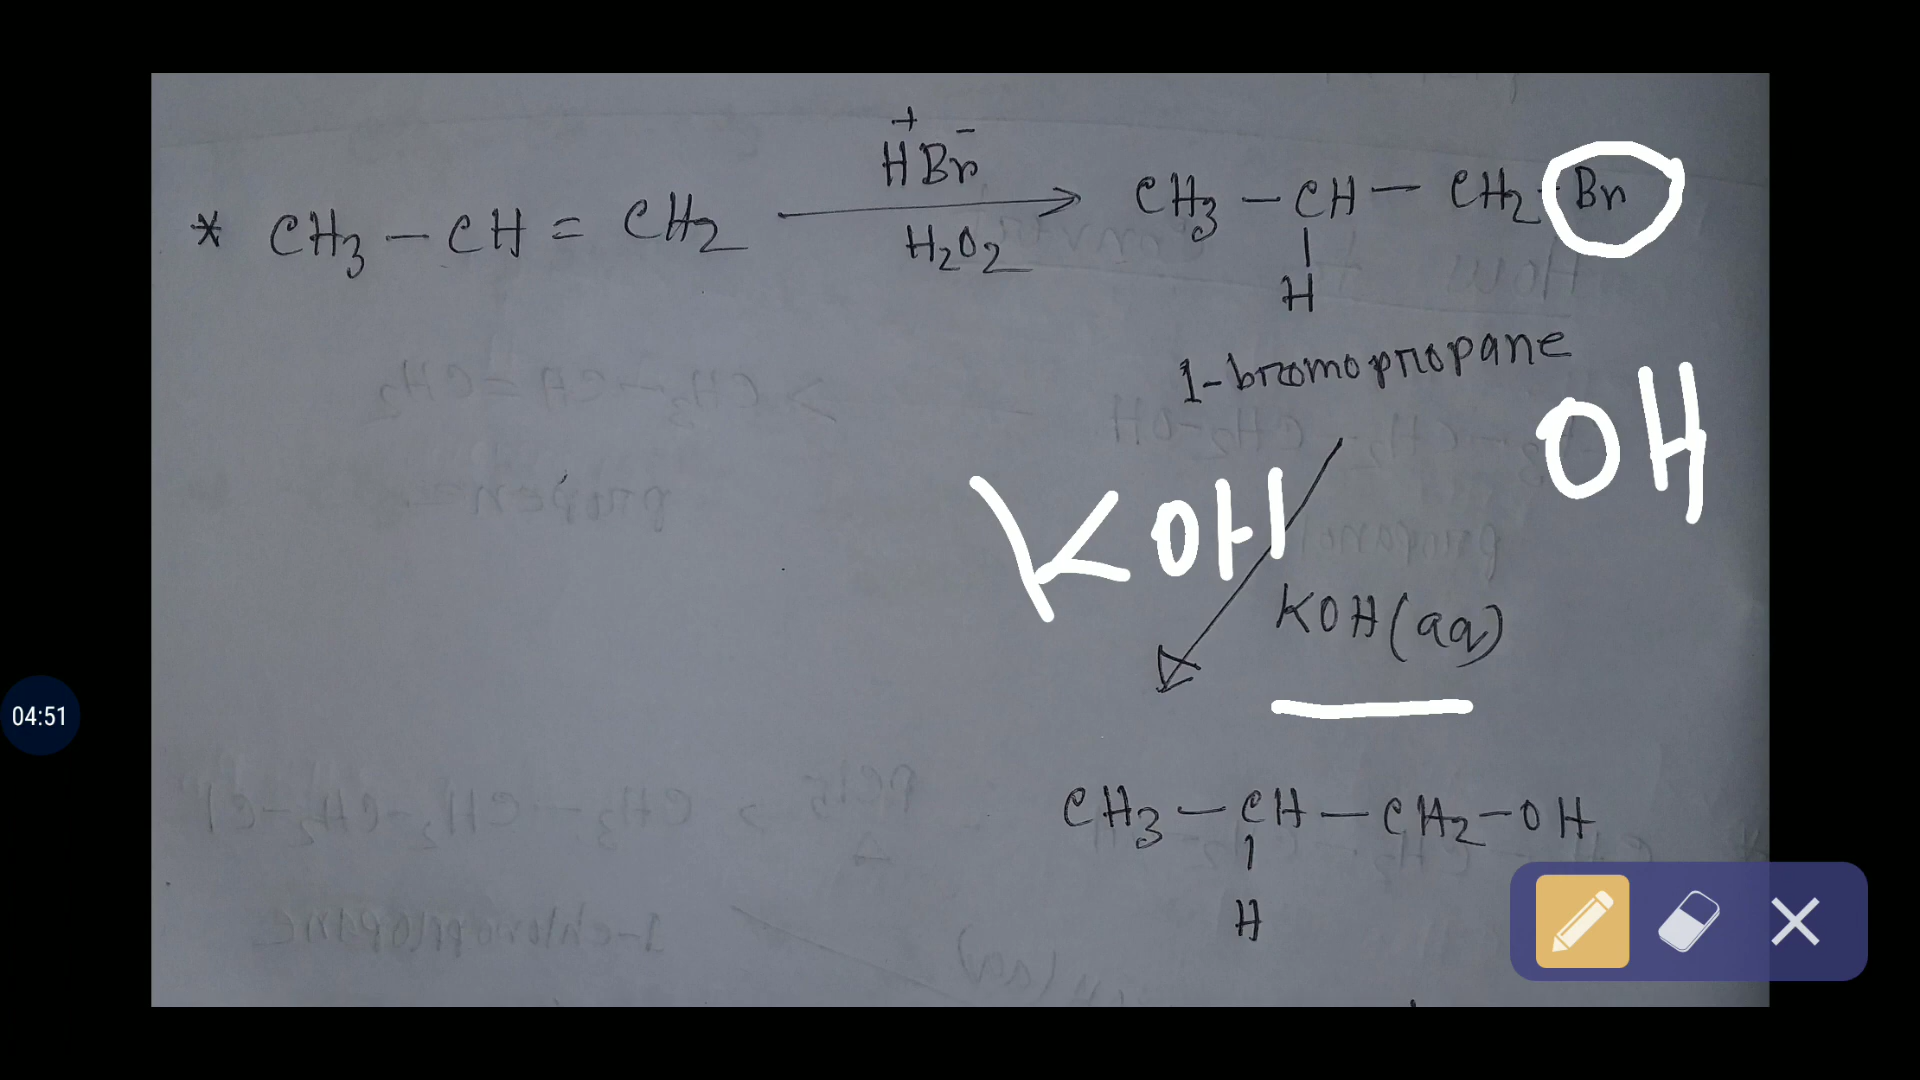 * CH3 — CH = CH2 H+Br- H2O2 CH3 — CH — CH2 Br
H
1-bromopropane
OH
KOH
KOH(aq)
04:51
CH3 — CH — CH2 — OH
H